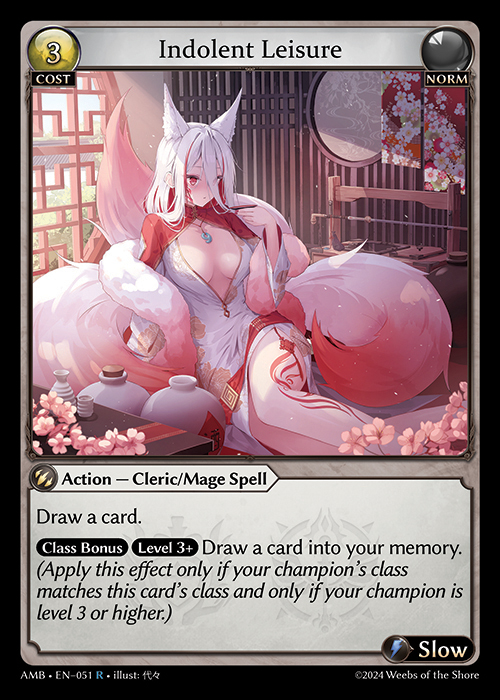 3
COST
Indolent Leisure
NORM
Action — Cleric/Mage Spell
Draw a card.
Class Bonus Level 3+ Draw a card into your memory.
(Apply this effect only if your champion's class
matches this card's class and only if your champion is
level 3 or higher.)
Slow
AMB • EN–051 R • illust: 代々
©2024 Weebs of the Shore